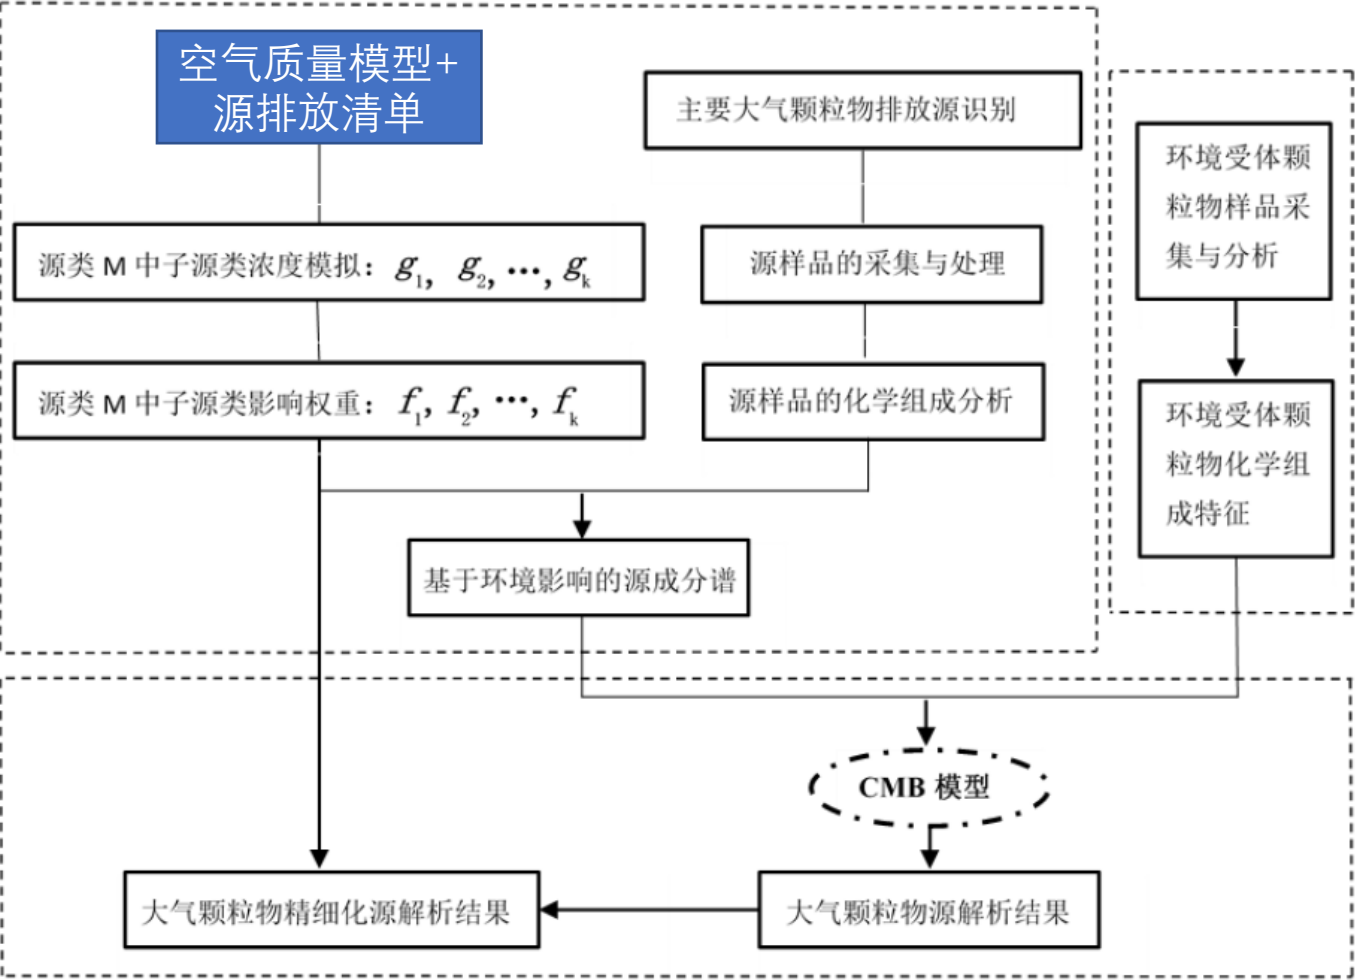 空气质量模型+
源排放清单
主要大气颗粒物排放源识别
环境受体颗
粒物样品采
集与分析
源类 M 中子源类浓度模拟：g₁, g₂, …, gₖ
源样品的采集与处理
源类 M 中子源类影响权重：f₁, f₂, …, fₖ
源样品的化学组成分析
环境受体颗
粒物化学组
成特征
基于环境影响的源成分谱
CMB 模型
大气颗粒物精细化源解析结果
大气颗粒物源解析结果